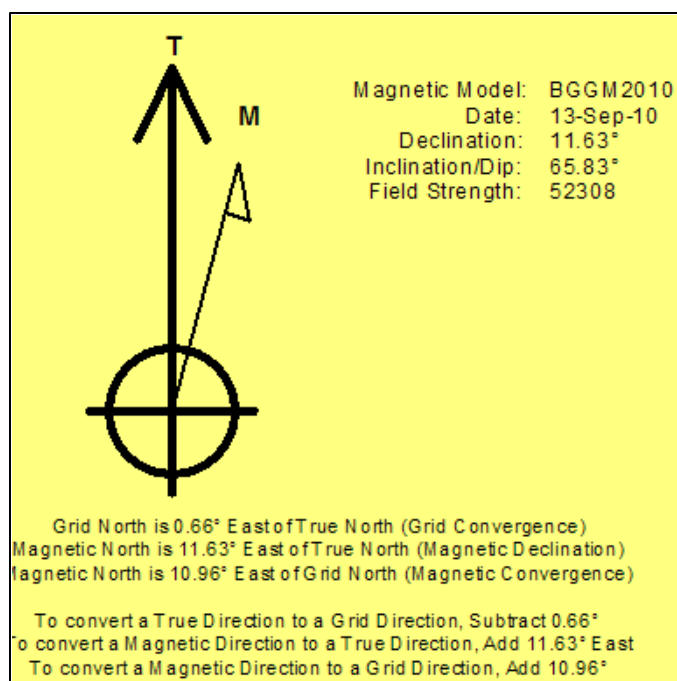 T
M
Magnetic Model: BGGM2010
Date: 13-Sep-10
Declination: 11.63°
Inclination/Dip: 65.83°
Field Strength: 52308
Grid North is 0.66° East of True North (Grid Convergence)
Magnetic North is 11.63° East of True North (Magnetic Declination)
Magnetic North is 10.96° East of Grid North (Magnetic Convergence)
To convert a True Direction to a Grid Direction, Subtract 0.66°
To convert a Magnetic Direction to a True Direction, Add 11.63° East
To convert a Magnetic Direction to a Grid Direction, Add 10.96°